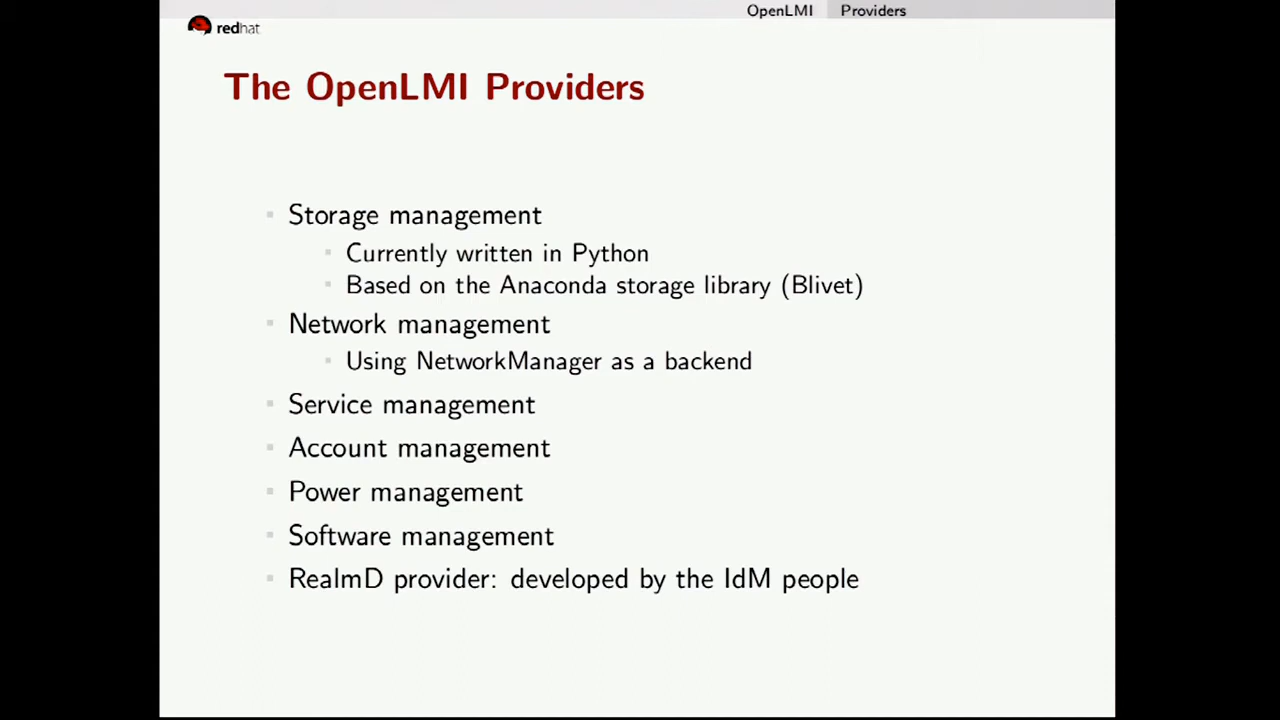 OpenLMI Providers
redhat
The OpenLMI Providers
Storage management
Currently written in Python
Based on the Anaconda storage library (Blivet)
Network management
Using NetworkManager as a backend
Service management
Account management
Power management
Software management
RealmD provider: developed by the IdM people